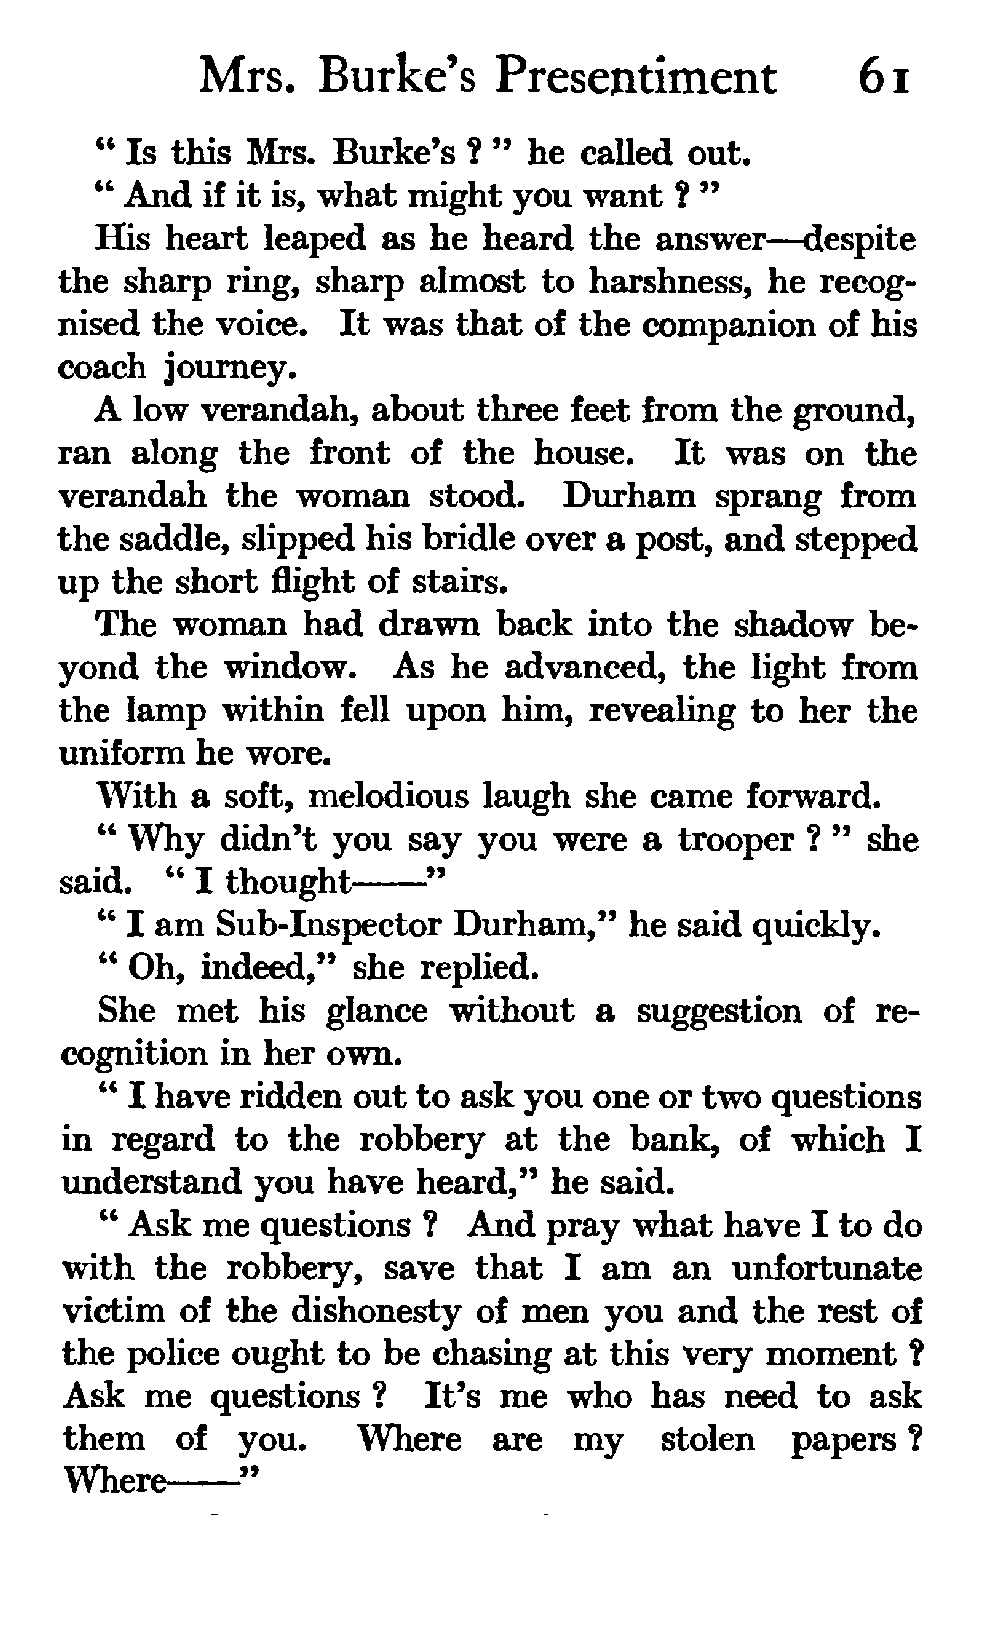 Mrs. Burke's Presentiment 61
" Is this Mrs. Burke's ? " he called out.
" And if it is, what might you want ? "
His heart leaped as he heard the answer—despite
the sharp ring, sharp almost to harshness, he recog-
nised the voice. It was that of the companion of his
coach journey.
A low verandah, about three feet from the ground,
ran along the front of the house. It was on the
verandah the woman stood. Durham sprang from
the saddle, slipped his bridle over a post, and stepped
up the short flight of stairs.
The woman had drawn back into the shadow be-
yond the window. As he advanced, the light from
the lamp within fell upon him, revealing to her the
uniform he wore.
With a soft, melodious laugh she came forward.
" Why didn't you say you were a trooper ? " she
said. " I thought——"
" I am Sub-Inspector Durham," he said quickly.
" Oh, indeed," she replied.
She met his glance without a suggestion of re-
cognition in her own.
" I have ridden out to ask you one or two questions
in regard to the robbery at the bank, of which I
understand you have heard," he said.
" Ask me questions ? And pray what have I to do
with the robbery, save that I am an unfortunate
victim of the dishonesty of men you and the rest of
the police ought to be chasing at this very moment ?
Ask me questions ? It's me who has need to ask
them of you. Where are my stolen papers ?
Where——"